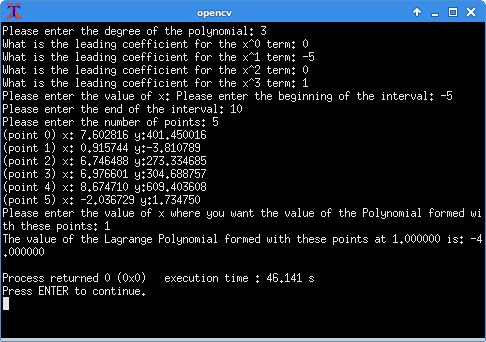 opencv
Please enter the degree of the polynomial: 3
What is the leading coefficient for the x^0 term: 0
What is the leading coefficient for the x^1 term: -5
What is the leading coefficient for the x^2 term: 0
What is the leading coefficient for the x^3 term: 1
Please enter the value of x: Please enter the beginning of the interval: -5
Please enter the end of the interval: 10
Please enter the number of points: 5
(point 0) x: 7.602816 y:401.450016
(point 1) x: 0.915744 y:-3.810789
(point 2) x: 6.746488 y:273.334685
(point 3) x: 6.976601 y:304.688757
(point 4) x: 8.674710 y:609.403608
(point 5) x: -2.036729 y:1.734750
Please enter the value of x where you want the value of the Polynomial formed wi
th these points: 1
The value of the Lagrange Polynomial formed with these points at 1.000000 is: -4
.000000
Process returned 0 (0x0)   execution time : 46.141 s
Press ENTER to continue.